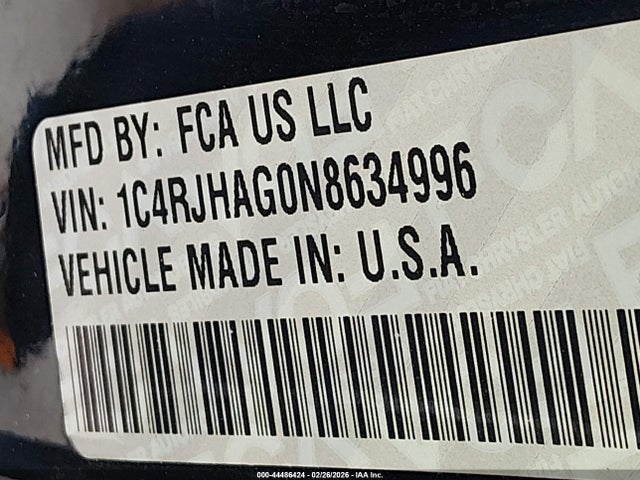 MFD BY: FCA US LLC
VIN: 1C4RJHAG0N8634996
VEHICLE MADE IN: U.S.A.
000-44486424 - 02/26/2026 - IAA Inc.